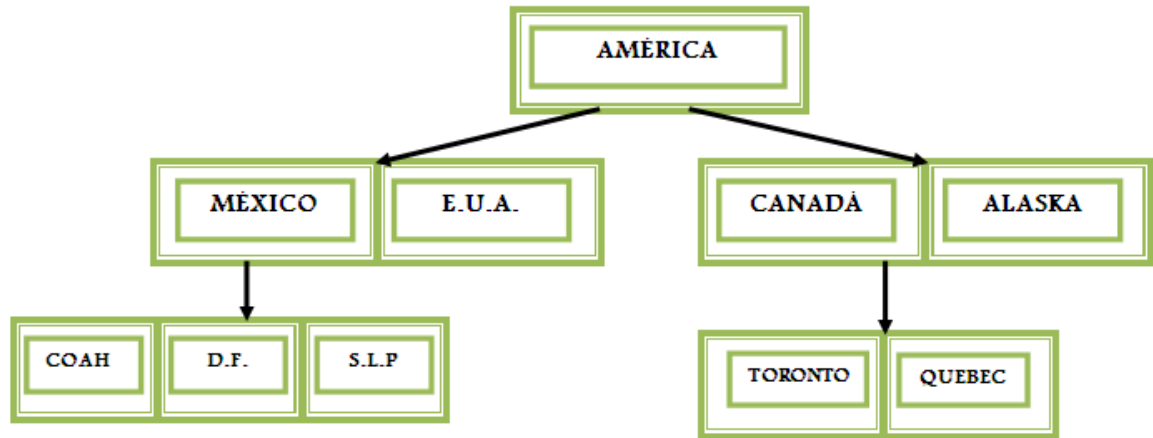 AMÉRICA
MÉXICO
E.U.A.
CANADÁ
ALASKA
COAH
D.F.
S.L.P
TORONTO
QUEBEC